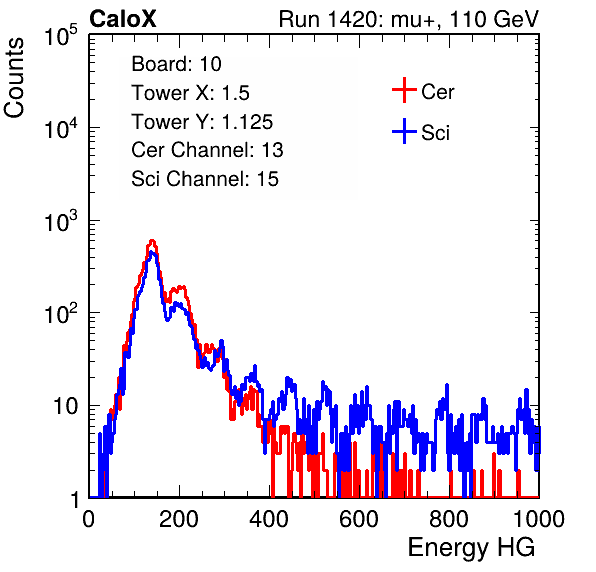 CaloX Run 1420: mu+, 110 GeV
Counts
Board: 10
Tower X: 1.5
Tower Y: 1.125
Cer Channel: 13
Sci Channel: 15
Cer
Sci
10^5
10^4
10^3
10^2
10
1
0 200 400 600 800 1000
Energy HG